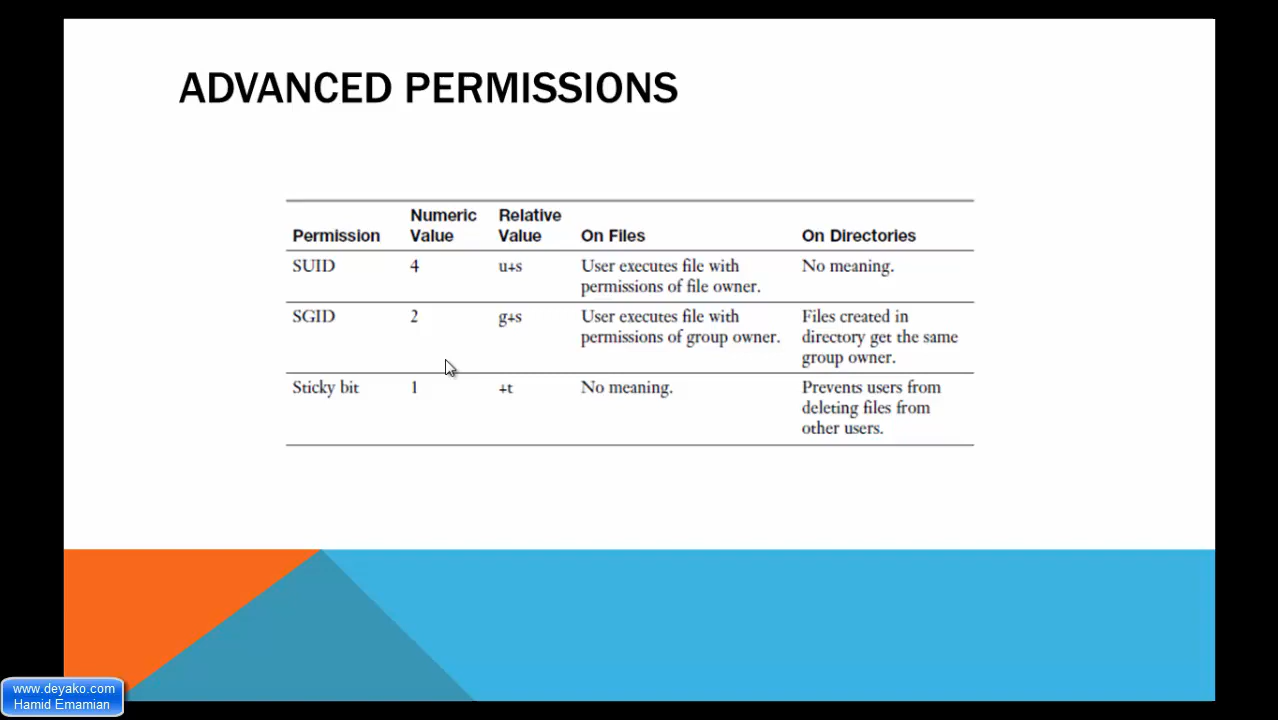 ADVANCED PERMISSIONS
Numeric Relative
Permission Value Value On Files On Directories
SUID 4 u+s User executes file with No meaning.
permissions of file owner.
SGID 2 g+s User executes file with Files created in
permissions of group owner. directory get the same
group owner.
Sticky bit 1 +t No meaning. Prevents users from
deleting files from
other users.
www.deyako.com
Hamid Emamian